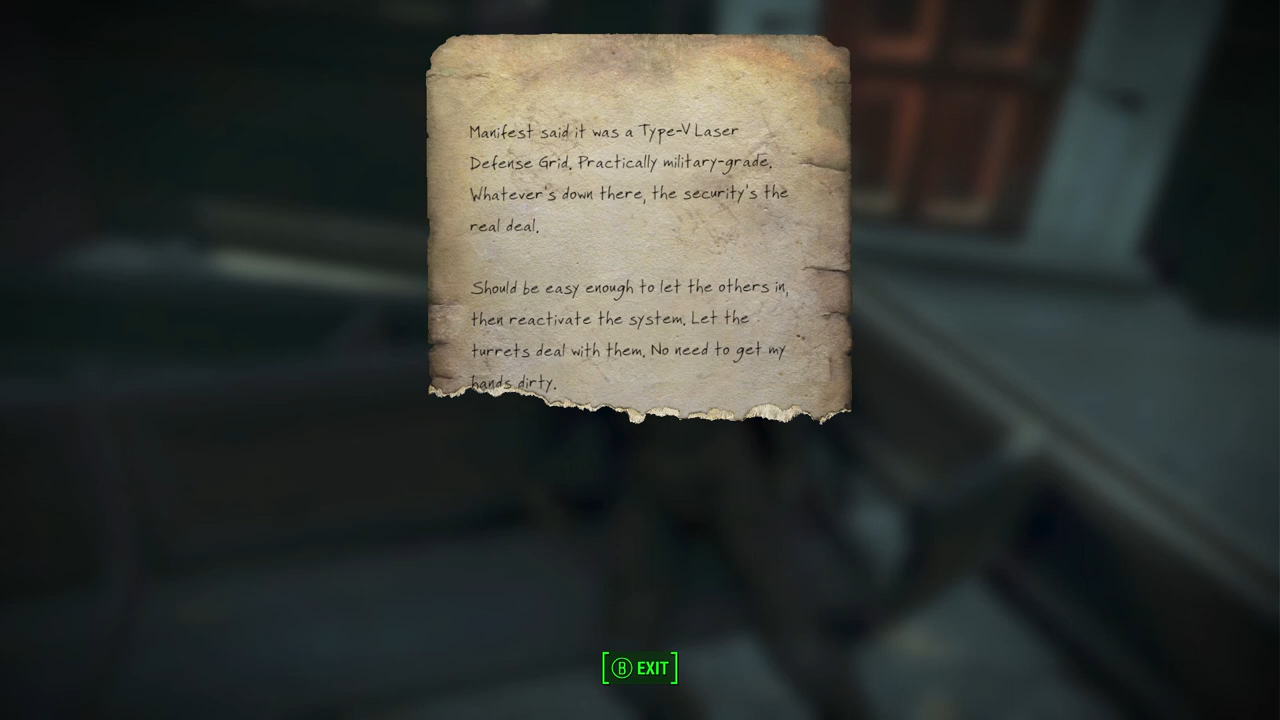 Manifest said it was a Type-V Laser
Defense Grid. Practically military-grade.
Whatever's down there, the security's the
real deal.
Should be easy enough to let the others in,
then reactivate the system. Let the
turrets deal with them. No need to get my
hands dirty.
[Ⓑ EXIT]